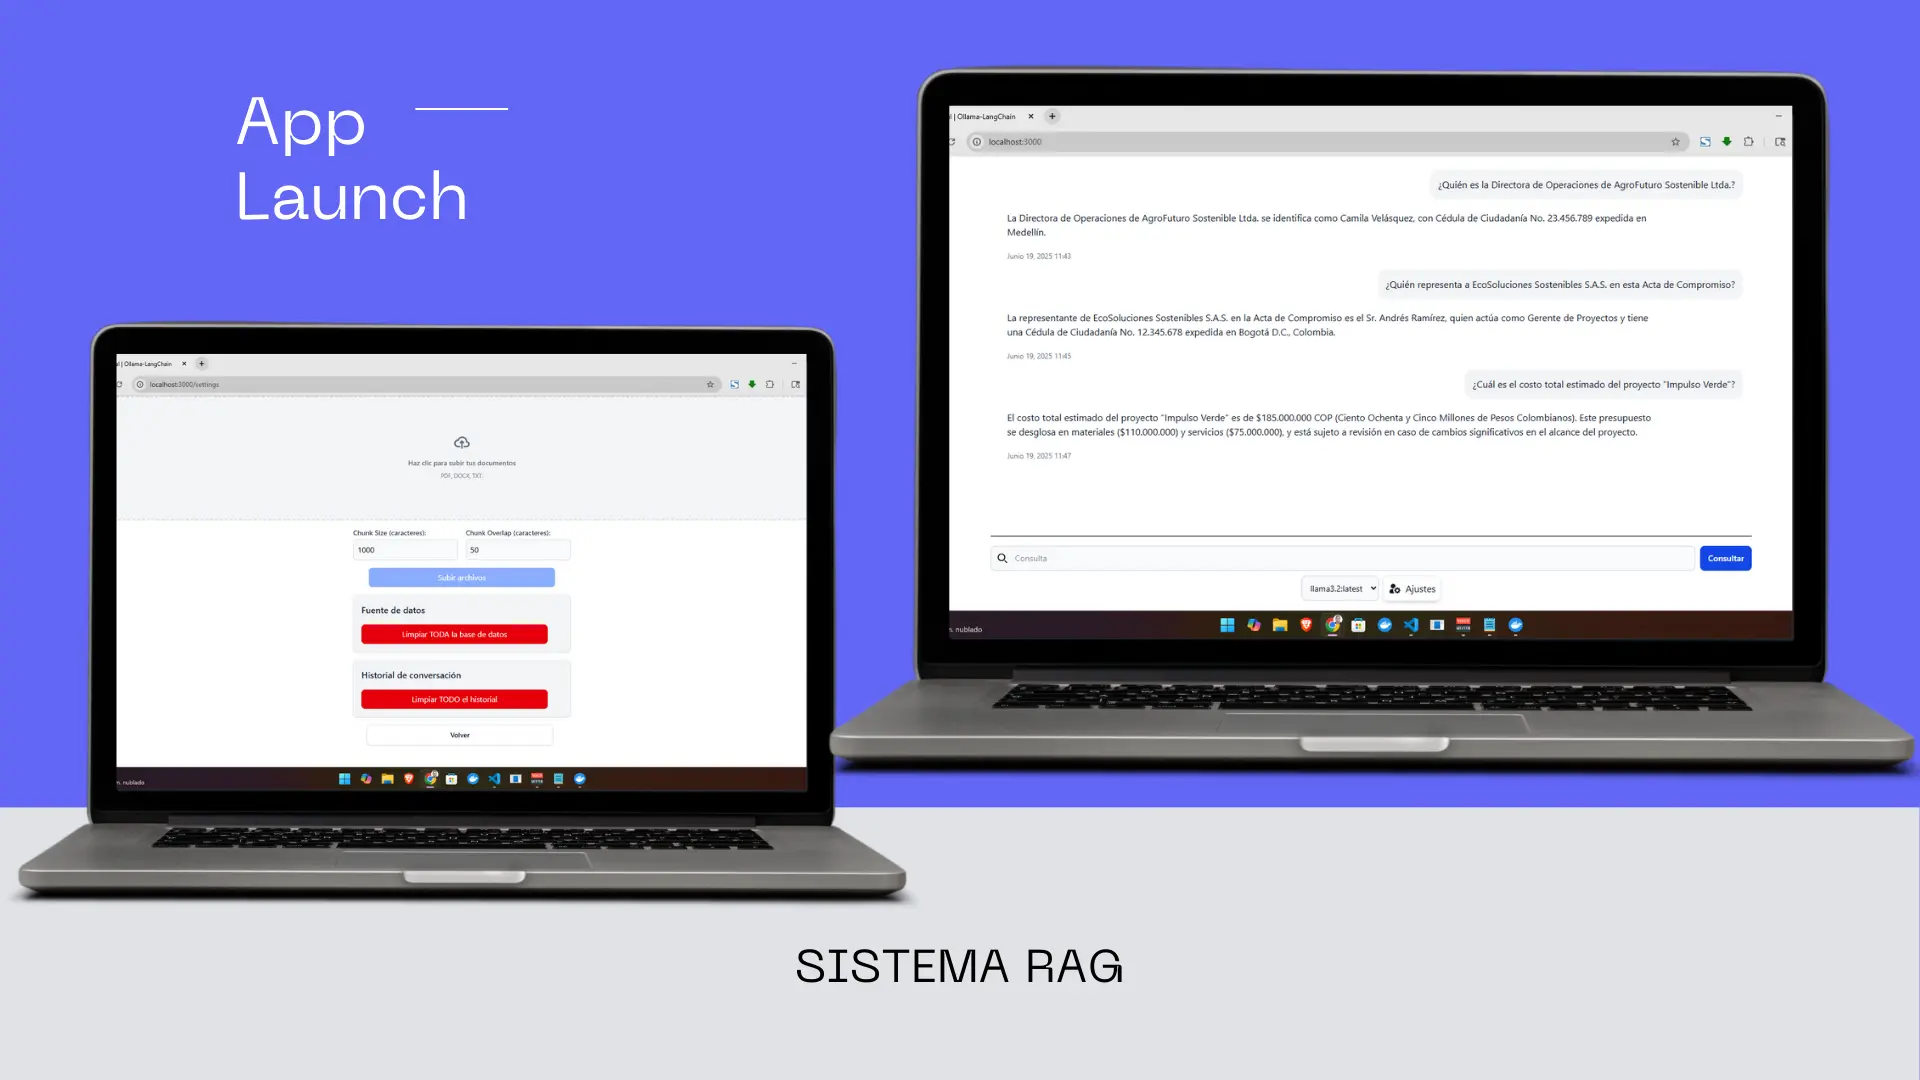 App
Launch
l | Ollama-LangChain
localhost:3000
¿Quién es la Directora de Operaciones de AgroFuturo Sostenible Ltda.?
La Directora de Operaciones de AgroFuturo Sostenible Ltda. se identifica como Camila Velásquez, con Cédula de Ciudadanía No. 23.456.789 expedida en
Medellín.
Junio 19, 2025 11:43
¿Quién representa a EcoSoluciones Sostenibles S.A.S. en esta Acta de Compromiso?
La representante de EcoSoluciones Sostenibles S.A.S. en la Acta de Compromiso es el Sr. Andrés Ramírez, quien actúa como Gerente de Proyectos y tiene
una Cédula de Ciudadanía No. 12.345.678 expedida en Bogotá D.C., Colombia.
Junio 19, 2025 11:45
¿Cuál es el costo total estimado del proyecto "Impulso Verde"?
El costo total estimado del proyecto "Impulso Verde" es de $185.000.000 COP (Ciento Ochenta y Cinco Millones de Pesos Colombianos). Este presupuesto
se desglosa en materiales ($110.000.000) y servicios ($75.000.000), y está sujeto a revisión en caso de cambios significativos en el alcance del proyecto.
Junio 19, 2025 11:47
Consulta
Consultar
llama3.2:latest
Ajustes
nublado
l | Ollama-LangChain
localhost:3000/settings
Haz clic para subir tus documentos
PDF, DOCX, TXT
Chunk Size (caracteres):
Chunk Overlap (caracteres):
1000
50
Subir archivos
Fuente de datos
Limpiar TODA la base de datos
Historial de conversación
Limpiar TODO el historial
Volver
nublado
SISTEMA RAG